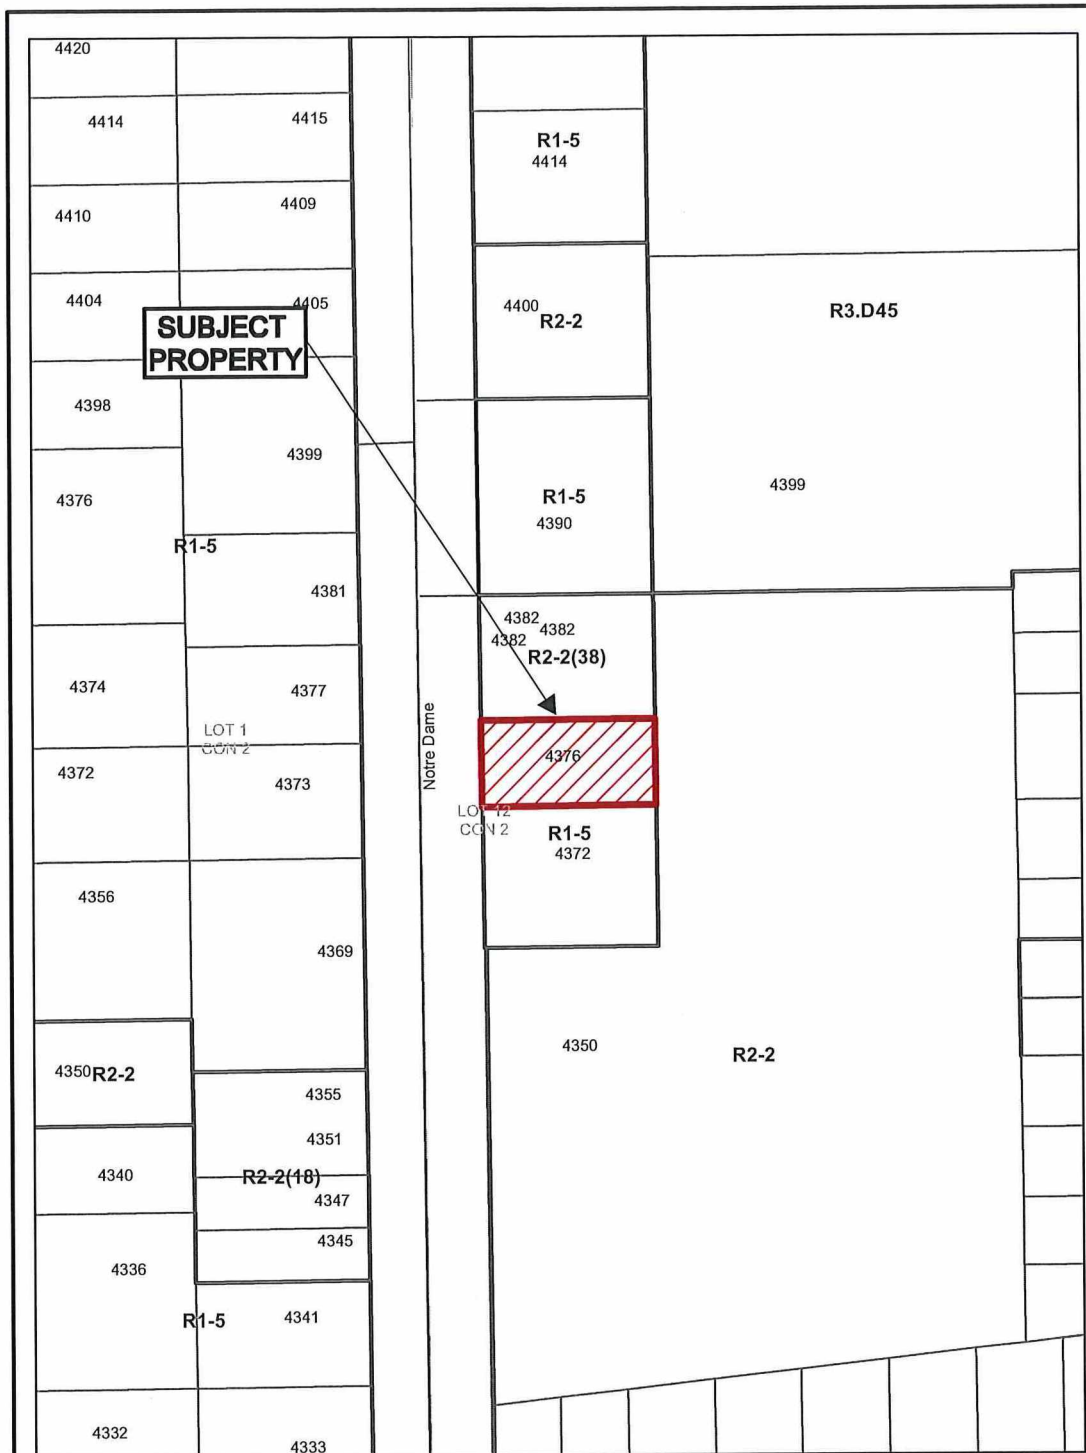 4420
4414
4415
R1-5
4414
4410
4409
4404
4405
4400
R2-2
R3.D45
SUBJECT
PROPERTY
4398
4399
4376
R1-5
4390
4399
R1-5
4381
4382
4382
4382
R2-2(38)
4374
4377
LOT 1
CON 2
Notre Dame
4376
4372
4373
LOT 12
CON 2
R1-5
4372
4356
4369
4350
R2-2
4350
R2-2
4355
4351
4340
R2-2(18)
4347
4345
4336
R1-5
4341
4332
4333